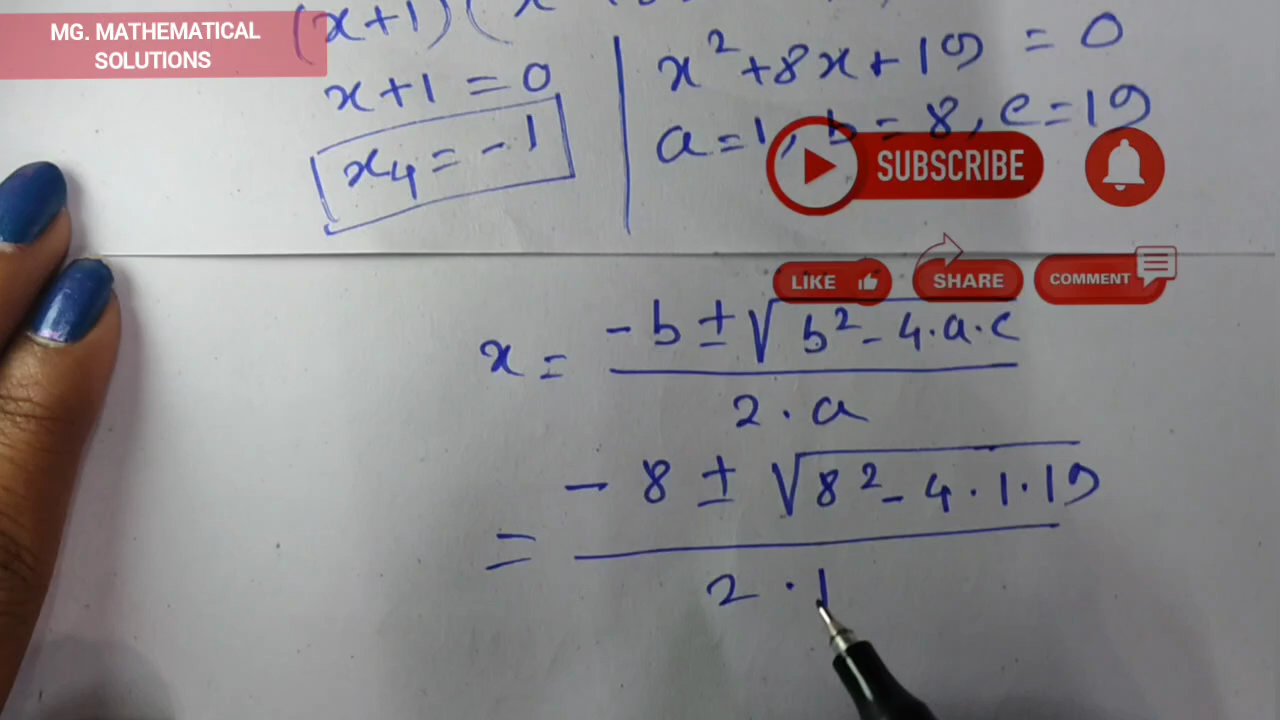 MG. MATHEMATICAL
SOLUTIONS
(x+1)(
x+1=0
x₄=-1
x²+8x+19=0
a=1, b=8, c=19
SUBSCRIBE
LIKE
SHARE
COMMENT
x= -b±√b²-4·a·c
2·a
= -8±√8²-4·1·19
2·1